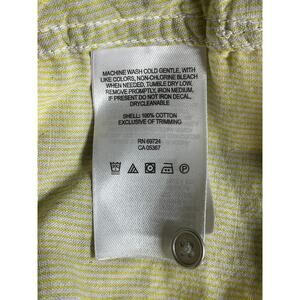 MACHINE WASH COLD GENTLE, WITH
LIKE COLORS, NON-CHLORINE BLEACH
WHEN NEEDED, TUMBLE DRY LOW,
REMOVE PROMPTLY, IRON MEDIUM,
IF PRESENT DO NOT IRON DECAL,
DRYCLEANABLE
SHELL: 100% COTTON
EXCLUSIVE OF TRIMMING
RN 69724
CA 05367